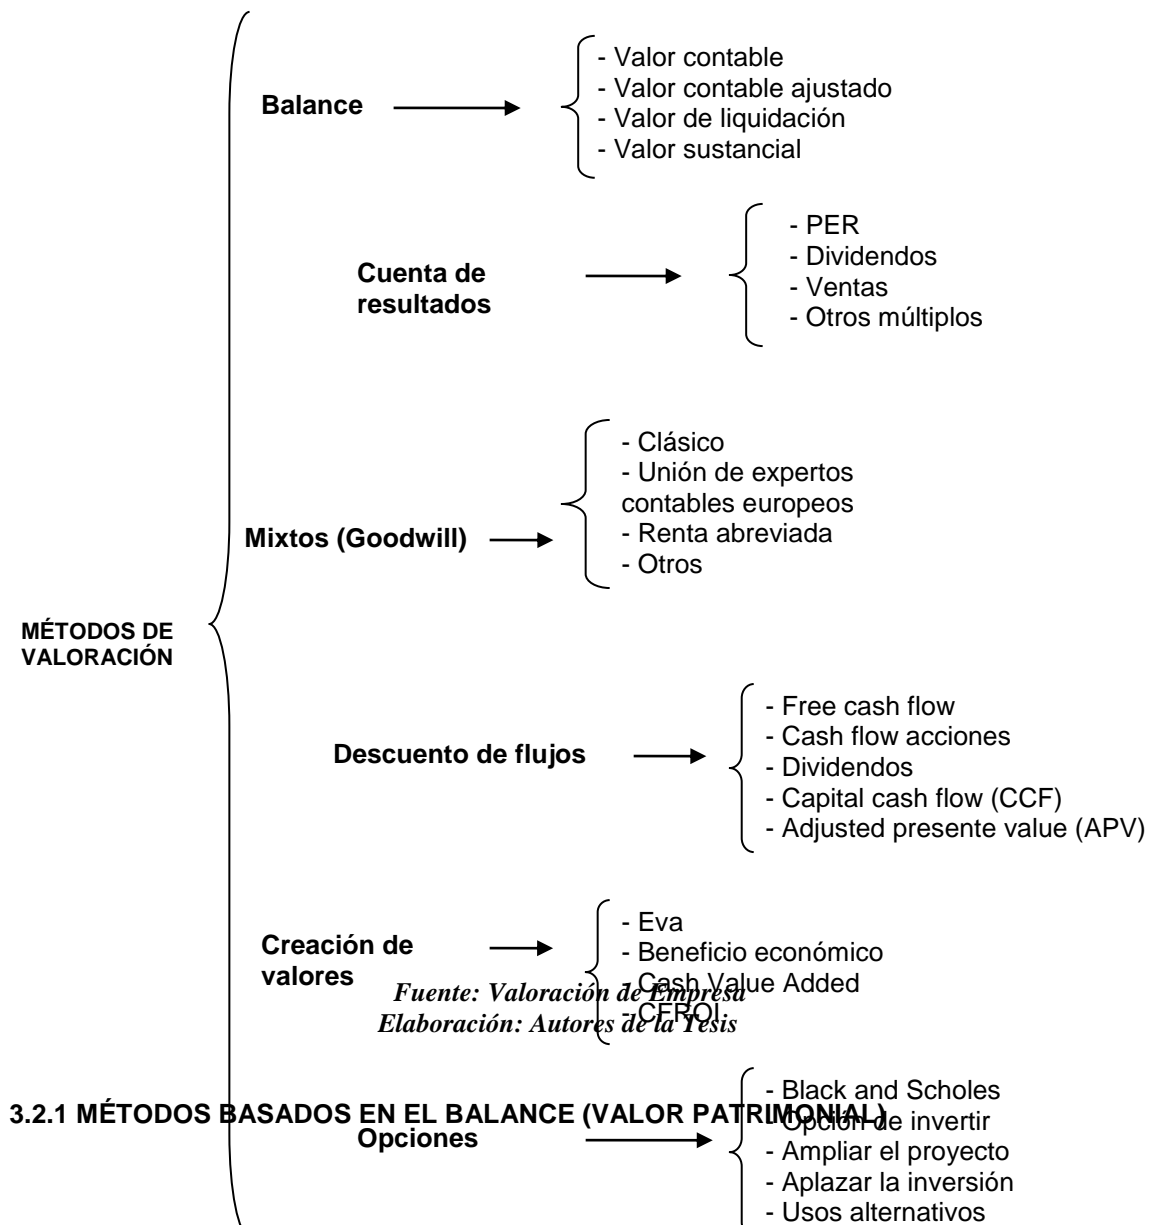 - Valor contable
- Valor contable ajustado
Balance
- Valor de liquidación
- Valor sustancial
- PER
- Dividendos
Cuenta de
resultados
- Ventas
- Otros múltiplos
- Clásico
- Unión de expertos
contables europeos
Mixtos (Goodwill)
- Renta abreviada
- Otros
MÉTODOS DE
VALORACIÓN
- Free cash flow
- Cash flow acciones
Descuento de flujos
- Dividendos
- Capital cash flow (CCF)
- Adjusted presente value (APV)
Creación de
valores
- Eva
- Beneficio económico
- Cash Value Added
- CFROI
Fuente: Valoración de Empresa
Elaboración: Autores de la Tesis
3.2.1 MÉTODOS BASADOS EN EL BALANCE (VALOR PATRIMONIAL)
Opciones
- Black and Scholes
- Opción de invertir
- Ampliar el proyecto
- Aplazar la inversión
- Usos alternativos